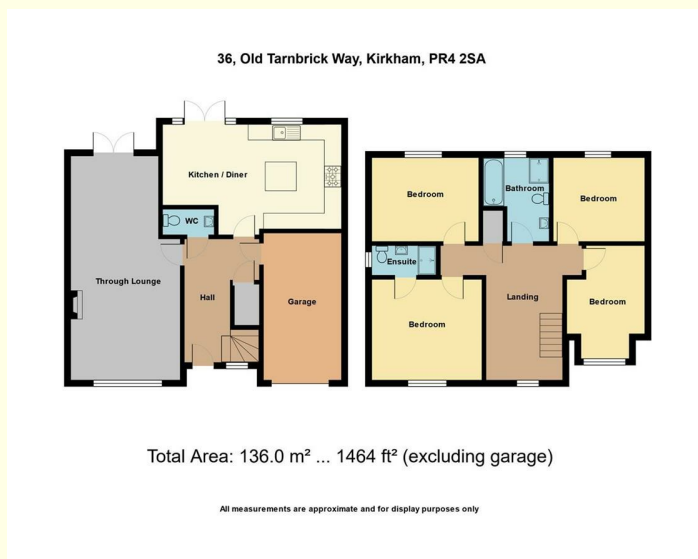 36, Old Tarnbrick Way, Kirkham, PR4 2SA
Kitchen / Diner
WC
Through Lounge
Hall
Garage
Bedroom
Bathroom
Bedroom
Ensuite
Landing
Bedroom
Bedroom
Total Area: 136.0 m² ... 1464 ft² (excluding garage)
All measurements are approximate and for display purposes only